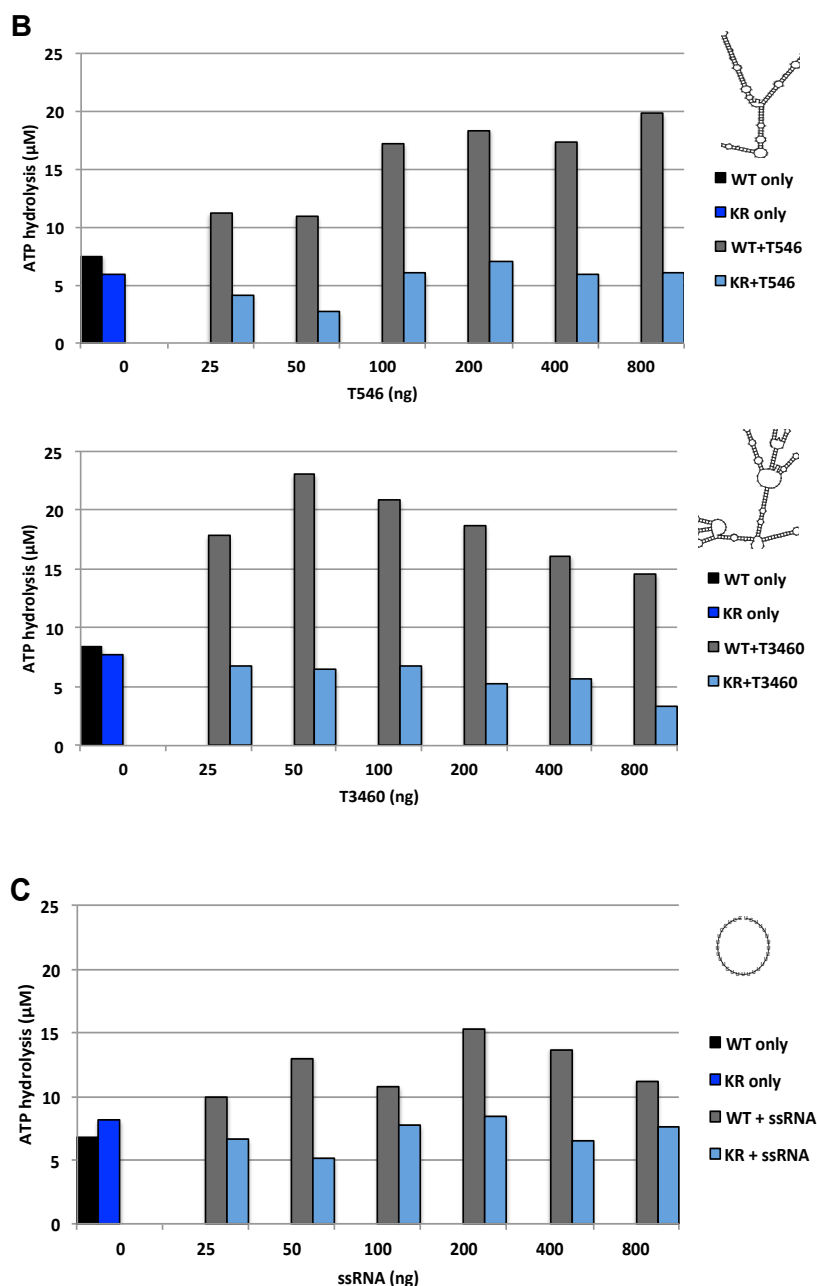 B
25
20
15
10
5
0
ATP hydrolysis (µM)
0 25 50 100 200 400 800
T546 (ng)
WT only
KR only
WT+T546
KR+T546
25
20
15
10
5
0
ATP hydrolysis (µM)
0 25 50 100 200 400 800
T3460 (ng)
WT only
KR only
WT+T3460
KR+T3460
C
25
20
15
10
5
0
ATP hydrolysis (µM)
0 25 50 100 200 400 800
ssRNA (ng)
WT only
KR only
WT + ssRNA
KR + ssRNA